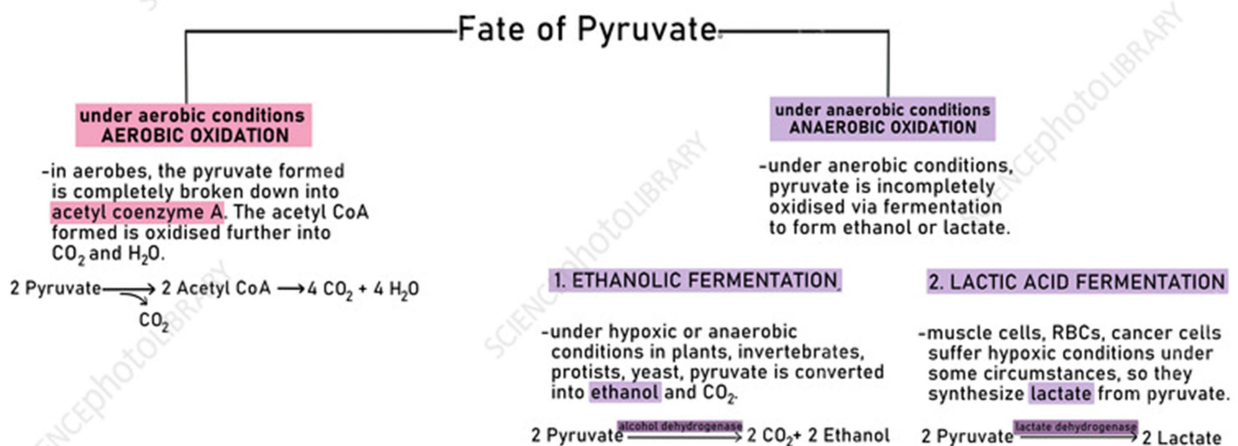 Fate of Pyruvate
under aerobic conditions
AEROBIC OXIDATION
-in aerobes, the pyruvate formed
is completely broken down into
acetyl coenzyme A. The acetyl CoA
formed is oxidised further into
CO₂ and H₂O.
2 Pyruvate⟶2 Acetyl CoA⟶4 CO₂ + 4 H₂O
CO₂
under anaerobic conditions
ANAEROBIC OXIDATION
-under anerobic conditions,
pyruvate is incompletely
oxidised via fermentation
to form ethanol or lactate.
1. ETHANOLIC FERMENTATION
-under hypoxic or anaerobic
conditions in plants, invertebrates,
protists, yeast, pyruvate is converted
into ethanol and CO₂.
alcohol dehydrogenase
2 Pyruvate⟶2 CO₂+ 2 Ethanol
2. LACTIC ACID FERMENTATION
-muscle cells, RBCs, cancer cells
suffer hypoxic conditions under
some circumstances, so they
synthesize lactate from pyruvate.
lactate dehydrogenase
2 Pyruvate⟶2 Lactate
SCIENCEphotoLIBRARY
SCIENCEphotoLIBRARY
SCIENCEphotoLIBRARY